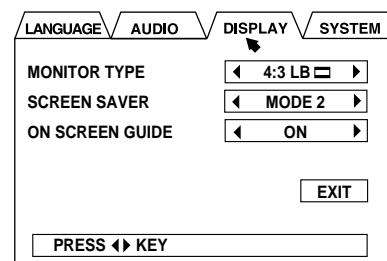 LANGUAGE AUDIO DISPLAY SYSTEM
MONITOR TYPE ◀ 4:3 LB ▶
SCREEN SAVER ◀ MODE 2 ▶
ON SCREEN GUIDE ◀ ON ▶
EXIT
PRESS ◀▶ KEY